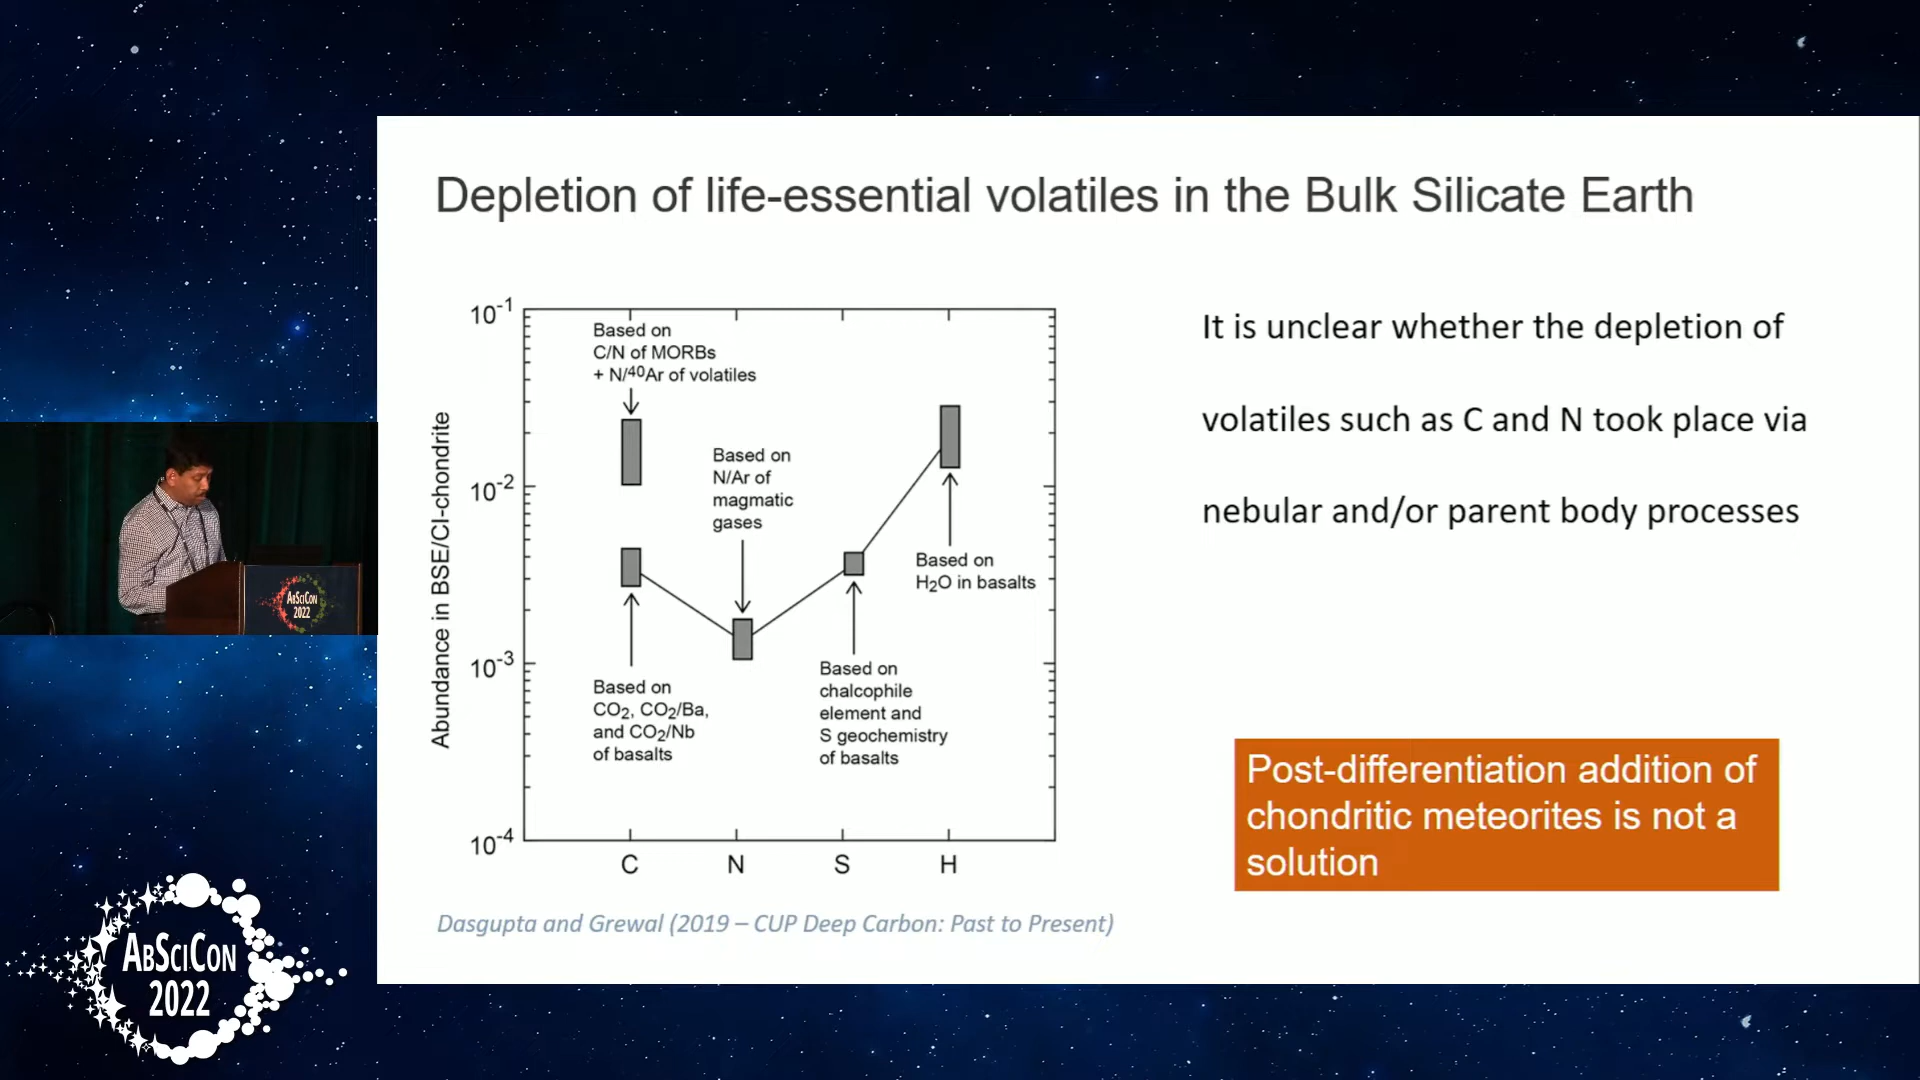 Depletion of life-essential volatiles in the Bulk Silicate Earth
10-1
10-2
10-3
10-4
Abundance in BSE/CI-chondrite
Based on
C/N of MORBs
+ N/40Ar of volatiles
Based on
N/Ar of
magmatic
gases
Based on
H2O in basalts
Based on
CO2, CO2/Ba,
and CO2/Nb
of basalts
Based on
chalcophile
element and
S geochemistry
of basalts
C N S H
Dasgupta and Grewal (2019 – CUP Deep Carbon: Past to Present)
It is unclear whether the depletion of
volatiles such as C and N took place via
nebular and/or parent body processes
Post-differentiation addition of
chondritic meteorites is not a
solution
ABSCICON
2022
ABSCICON
2022